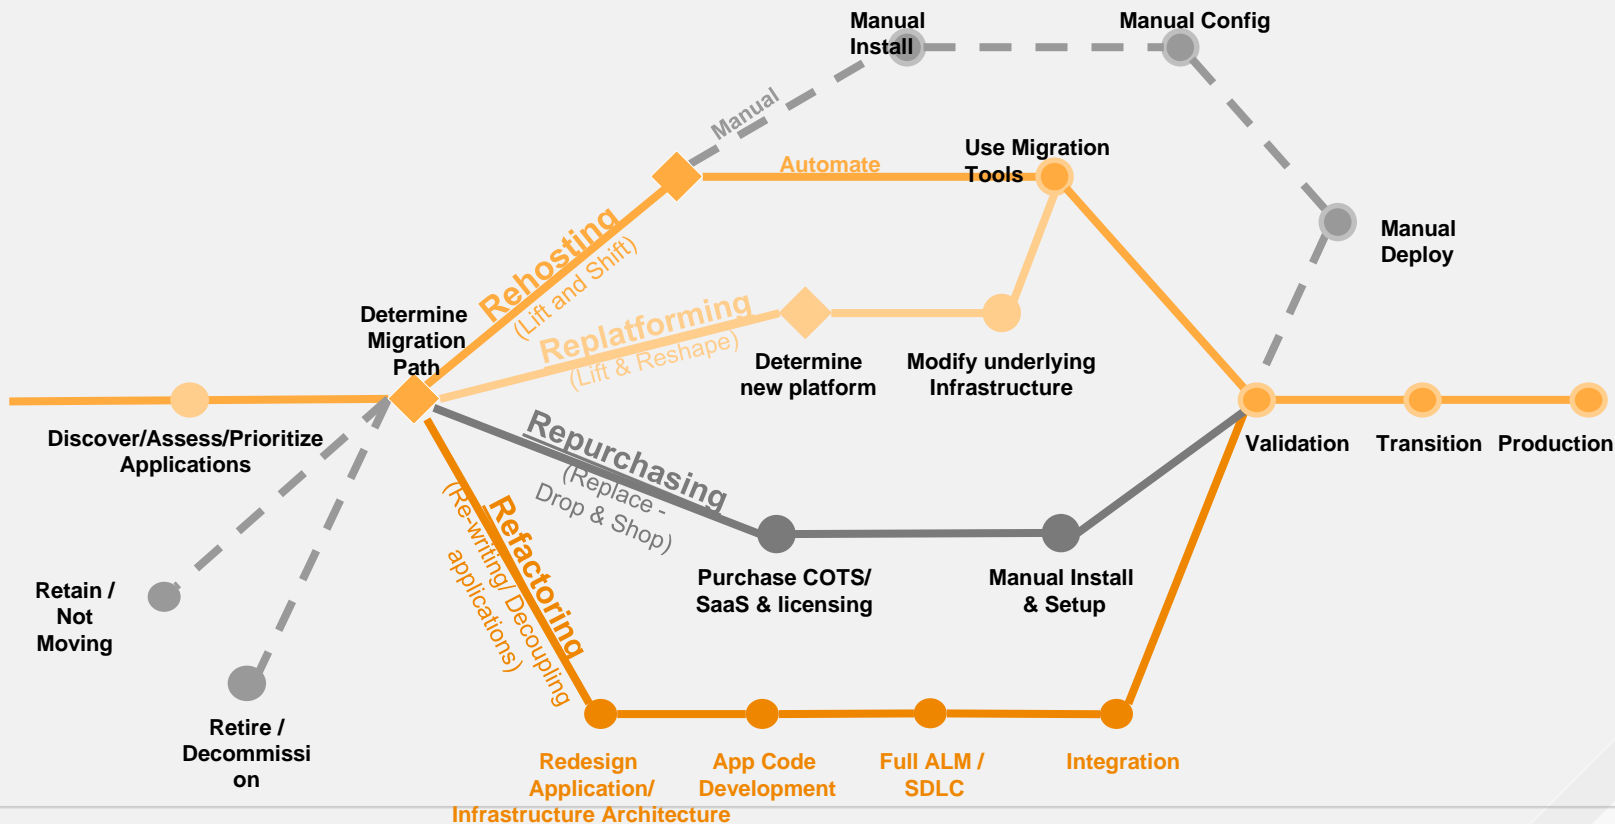 Manual
Install
Manual Config
Manual
Automate
Use Migration
Tools
Manual
Deploy
Rehosting
(Lift and Shift)
Determine
Migration
Path
Replatforming
(Lift & Reshape)
Determine
new platform
Modify underlying
Infrastructure
Discover/Assess/Prioritize
Applications
Repurchasing
(Replace -
Drop & Shop)
Validation
Transition
Production
Refactoring
(Re-writing/ Decoupling
applications)
Purchase COTS/
SaaS & licensing
Manual Install
& Setup
Retain /
Not
Moving
Retire /
Decommissi
on
Redesign
Application/
Infrastructure Architecture
App Code
Development
Full ALM /
SDLC
Integration